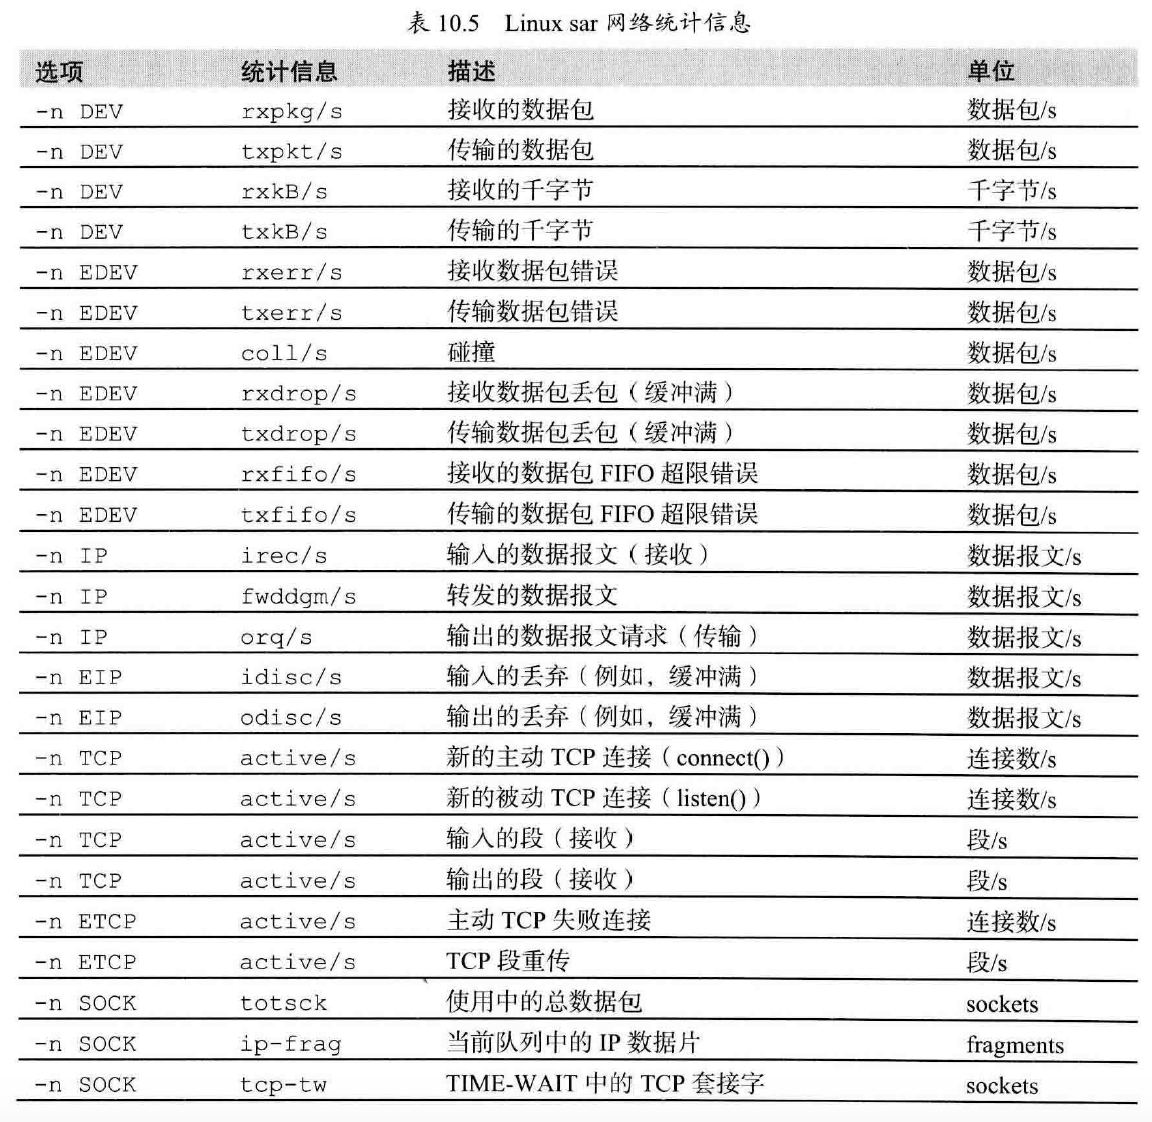 表 10.5 Linux sar 网络统计信息
选项 统计信息 描述 单位
-n DEV rxpkg/s 接收的数据包 数据包/s
-n DEV txpkt/s 传输的数据包 数据包/s
-n DEV rxkB/s 接收的千字节 千字节/s
-n DEV txkB/s 传输的千字节 千字节/s
-n EDEV rxerr/s 接收数据包错误 数据包/s
-n EDEV txerr/s 传输数据包错误 数据包/s
-n EDEV coll/s 碰撞 数据包/s
-n EDEV rxdrop/s 接收数据包丢包（缓冲满） 数据包/s
-n EDEV txdrop/s 传输数据包丢包（缓冲满） 数据包/s
-n EDEV rxfifo/s 接收的数据包 FIFO 超限错误 数据包/s
-n EDEV txfifo/s 传输的数据包 FIFO 超限错误 数据包/s
-n IP irec/s 输入的数据报文（接收） 数据报文/s
-n IP fwddgm/s 转发的数据报文 数据报文/s
-n IP orq/s 输出的数据报文请求（传输） 数据报文/s
-n EIP idisc/s 输入的丢弃（例如，缓冲满） 数据报文/s
-n EIP odisc/s 输出的丢弃（例如，缓冲满） 数据报文/s
-n TCP active/s 新的主动 TCP 连接（connect()） 连接数/s
-n TCP active/s 新的被动 TCP 连接（listen()） 连接数/s
-n TCP active/s 输入的段（接收） 段/s
-n TCP active/s 输出的段（接收） 段/s
-n ETCP active/s 主动 TCP 失败连接 连接数/s
-n ETCP active/s TCP 段重传 段/s
-n SOCK totsck 使用中的总数据包 sockets
-n SOCK ip-frag 当前队列中的 IP 数据片 fragments
-n SOCK tcp-tw TIME-WAIT 中的 TCP 套接字 sockets